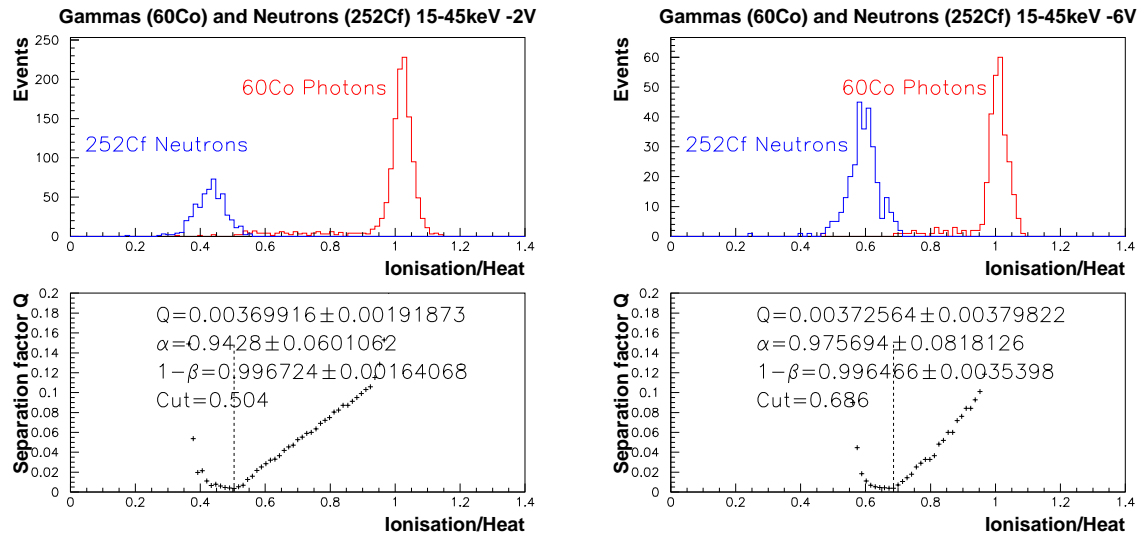 Gammas (60Co) and Neutrons (252Cf) 15-45keV -2V
Events
250
200
150
100
50
0
60Co Photons
252Cf Neutrons
0 0.2 0.4 0.6 0.8 1 1.2 1.4
Ionisation/Heat
Separation factor Q
0.2
0.18
0.16
0.14
0.12
0.1
0.08
0.06
0.04
0.02
0
Q=0.00369916±0.00191873
α=0.9428±0.0601062
1-β=0.996724±0.00164068
Cut=0.504
0 0.2 0.4 0.6 0.8 1 1.2 1.4
Ionisation/Heat
Gammas (60Co) and Neutrons (252Cf) 15-45keV -6V
Events
60
50
40
30
20
10
0
60Co Photons
252Cf Neutrons
0 0.2 0.4 0.6 0.8 1 1.2 1.4
Ionisation/Heat
Separation factor Q
0.2
0.18
0.16
0.14
0.12
0.1
0.08
0.06
0.04
0.02
0
Q=0.00372564±0.00379822
α=0.975694±0.0818126
1-β=0.996466±0.0035398
Cut=0.686
0 0.2 0.4 0.6 0.8 1 1.2 1.4
Ionisation/Heat